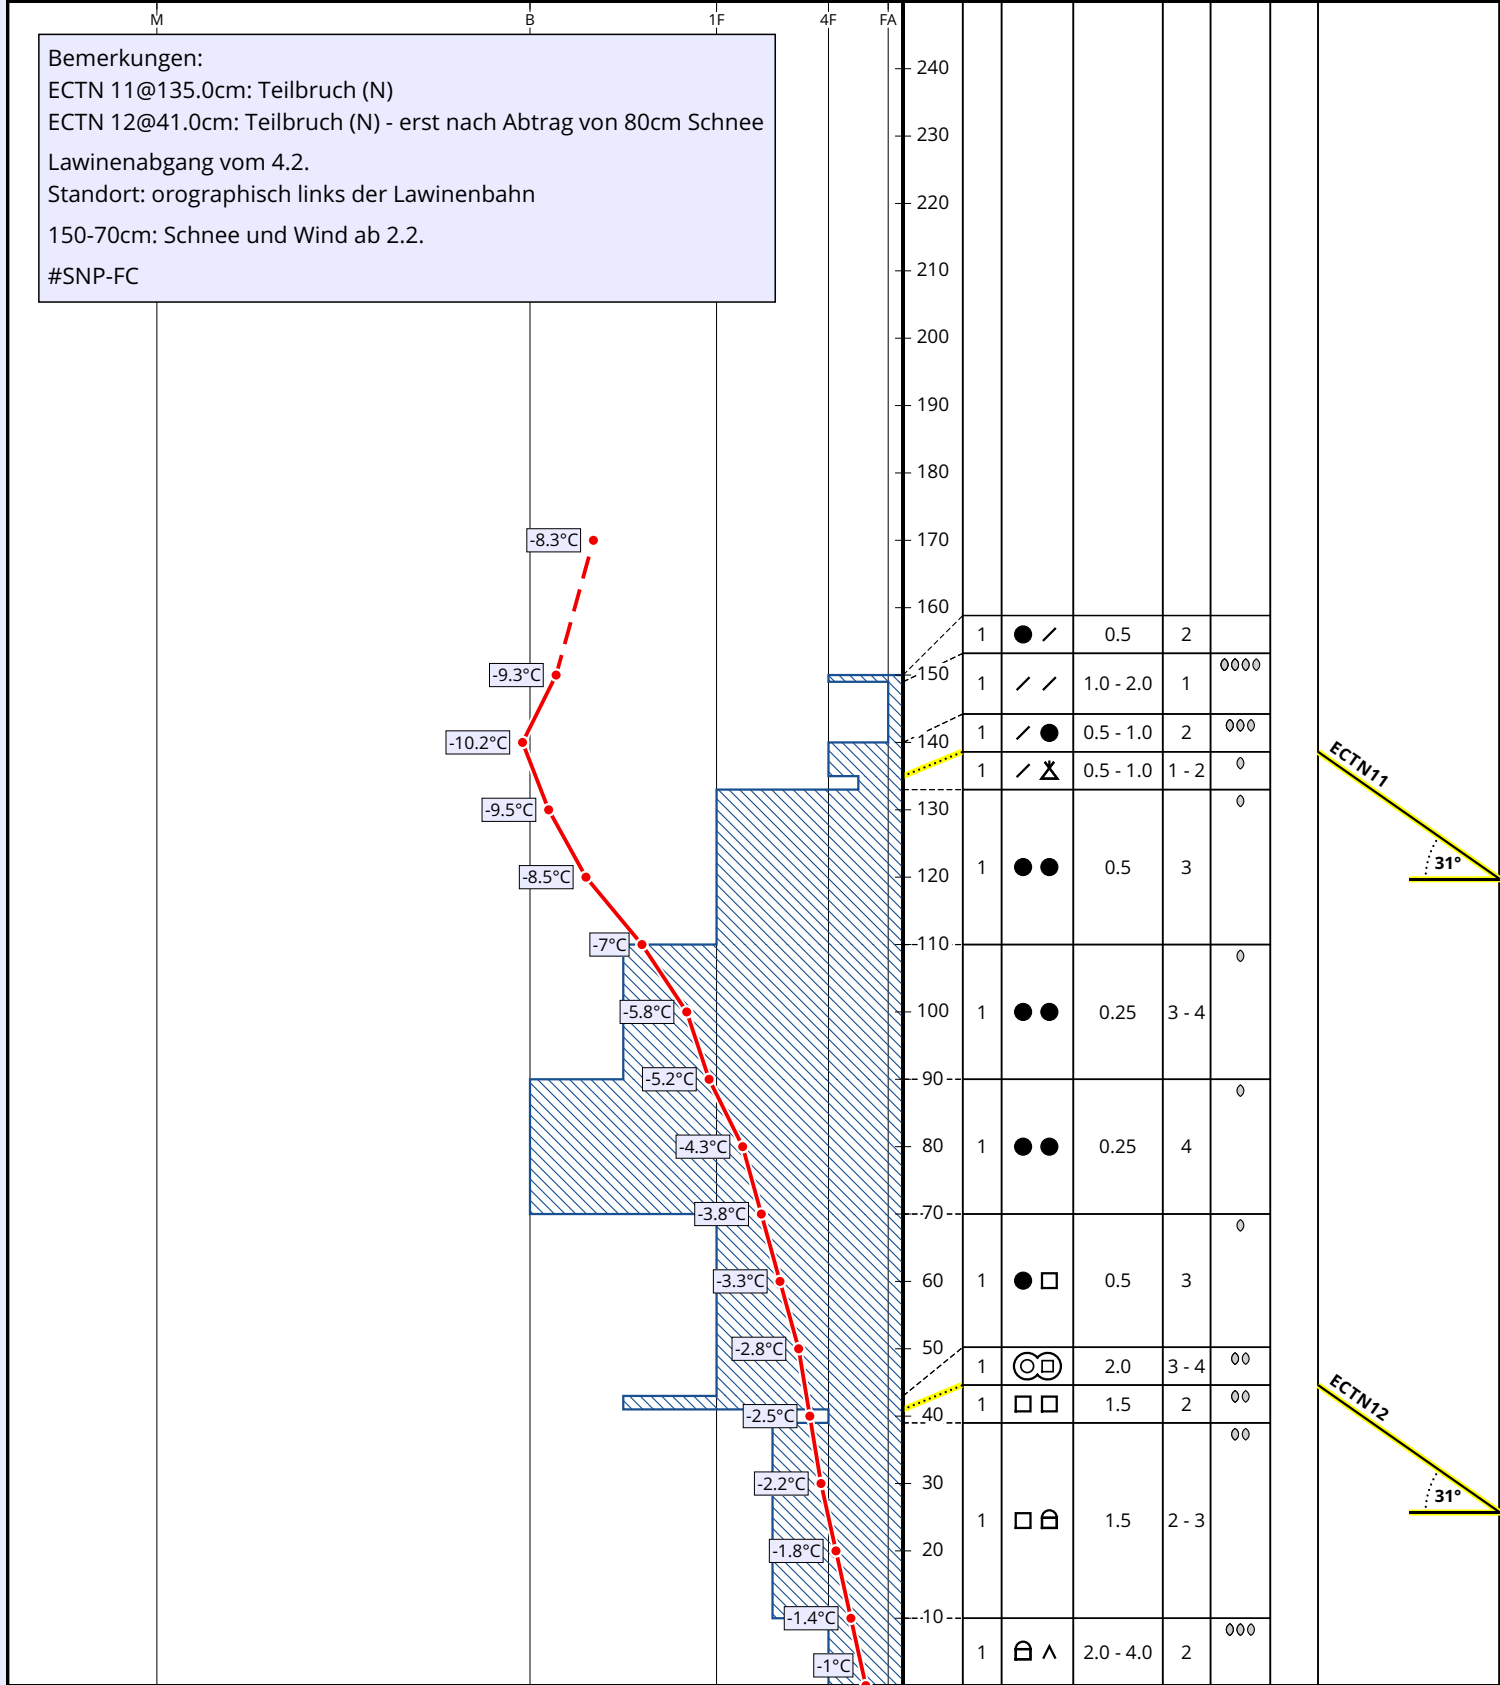 M B 1F 4F FA
Bemerkungen:
ECTN 11@135.0cm: Teilbruch (N)
ECTN 12@41.0cm: Teilbruch (N) - erst nach Abtrag von 80cm Schnee
Lawinenabgang vom 4.2.
Standort: orographisch links der Lawinenbahn
150-70cm: Schnee und Wind ab 2.2.
#SNP-FC
240
230
220
210
200
190
180
-8.3°C 170
160
1 0.5 2
-9.3°C 150
1 1.0 - 2.0 1
1 0.5 - 1.0 2
-10.2°C 140
ECTN11
1 0.5 - 1.0 1 - 2
-9.5°C 130
31°
1 0.5 3
-8.5°C 120
-7°C 110
-5.8°C 100 1 0.25 3 - 4
-5.2°C 90
-4.3°C 80 1 0.25 4
-3.8°C 70
-3.3°C 60 1 0.5 3
-2.8°C 50
1 2.0 3 - 4
ECTN12
1 1.5 2
-2.5°C 40
-2.2°C 30
31°
1 1.5 2 - 3
-1.8°C 20
-1.4°C 10
1 2.0 - 4.0 2
-1°C